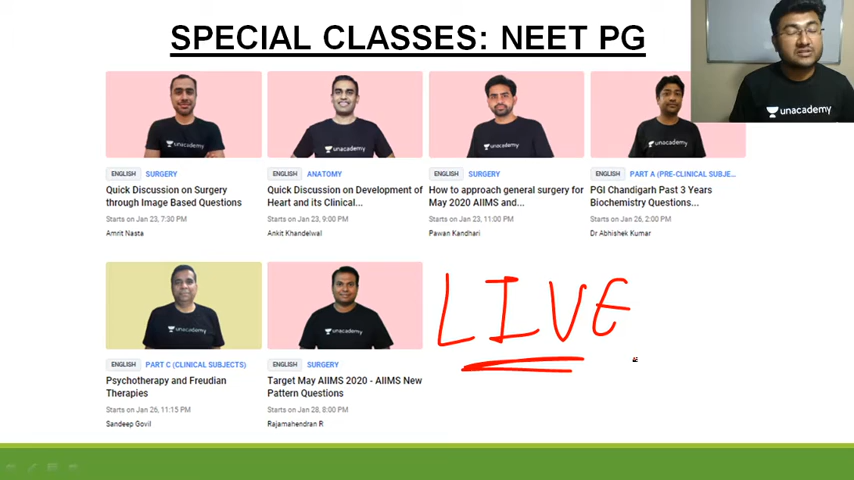 SPECIAL CLASSES: NEET PG
unacademy
unacademy
unacademy
unacademy
unacademy
ENGLISH SURGERY
Quick Discussion on Surgery
through Image Based Questions
Starts on Jan 23, 7:30 PM
Amrit Nasta
ENGLISH ANATOMY
Quick Discussion on Development of
Heart and its Clinical...
Starts on Jan 23, 9:00 PM
Ankit Khandelwal
ENGLISH SURGERY
How to approach general surgery for
May 2020 AIIMS and...
Starts on Jan 23, 11:00 PM
Pawan Kandhari
ENGLISH PART A (PRE-CLINICAL SUBJE...
PGI Chandigarh Past 3 Years
Biochemistry Questions...
Starts on Jan 26, 2:00 PM
Dr Abhishek Kumar
unacademy
unacademy
LIVE
ENGLISH PART C (CLINICAL SUBJECTS)
Psychotherapy and Freudian
Therapies
Starts on Jan 26, 11:15 PM
Sandeep Govil
ENGLISH SURGERY
Target May AIIMS 2020 - AIIMS New
Pattern Questions
Starts on Jan 28, 8:00 PM
Rajamahendran R